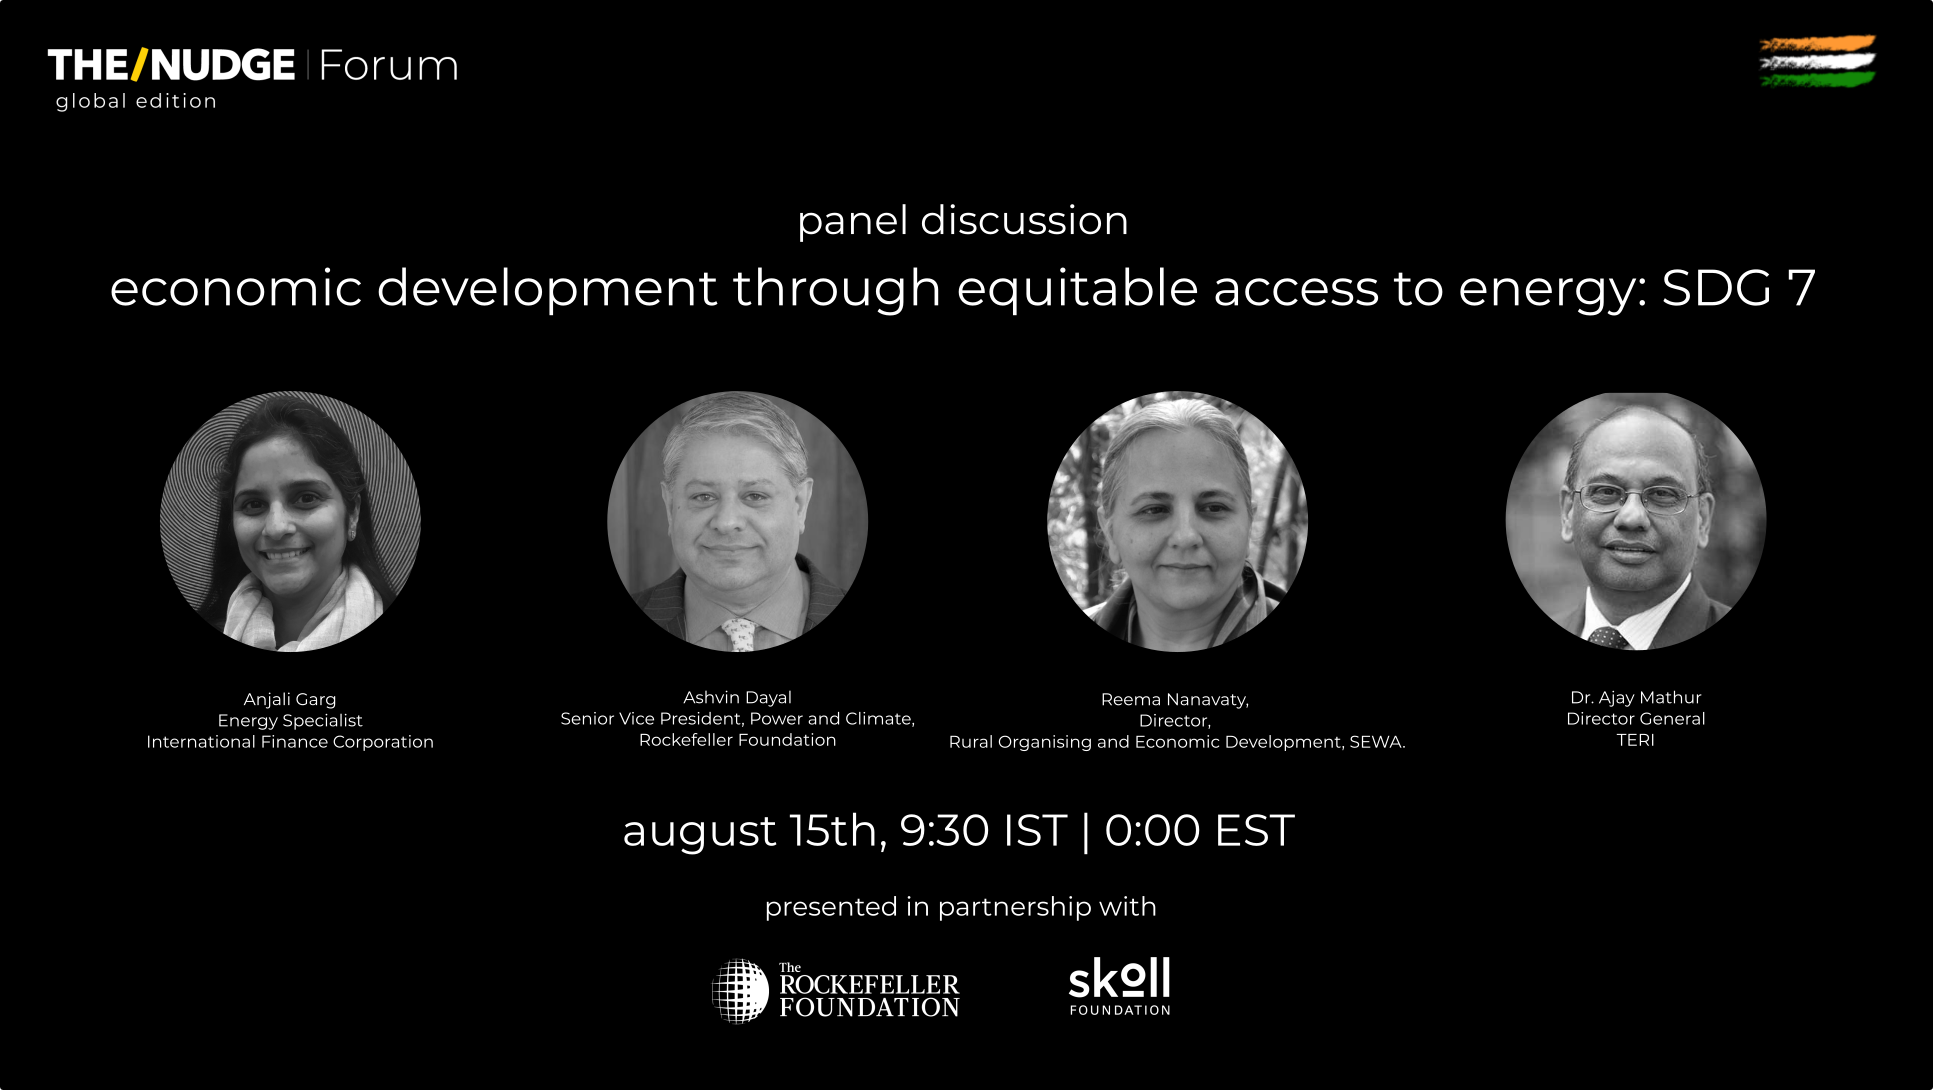 THE/NUDGE | Forum
global edition
panel discussion
economic development through equitable access to energy: SDG 7
Anjali Garg
Energy Specialist
International Finance Corporation
Ashvin Dayal
Senior Vice President, Power and Climate,
Rockefeller Foundation
Reema Nanavaty,
Director,
Rural Organising and Economic Development, SEWA.
Dr. Ajay Mathur
Director General
TERI
august 15th, 9:30 IST | 0:00 EST
presented in partnership with
The
ROCKEFELLER
FOUNDATION
skoll
FOUNDATION